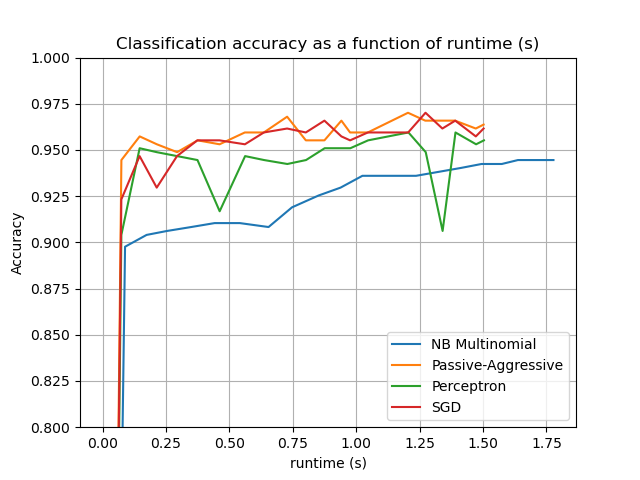 Classification accuracy as a function of runtime (s)
1.000
0.975
0.950
0.925
0.900
0.875
0.850
0.825
0.800
Accuracy
NB Multinomial
Passive-Aggressive
Perceptron
SGD
0.00 0.25 0.50 0.75 1.00 1.25 1.50 1.75
runtime (s)